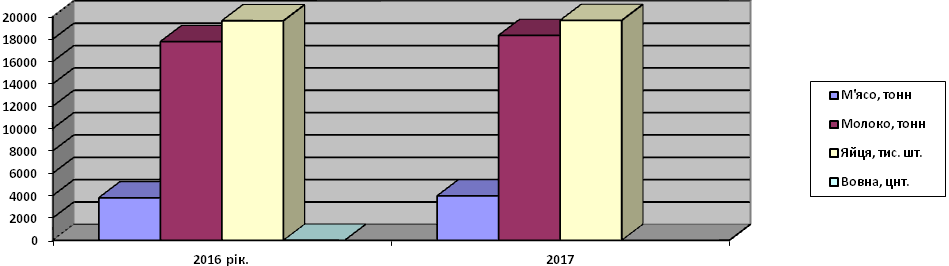 20000
18000
16000
14000
12000
10000
8000
6000
4000
2000
0
2016 рік.
2017
М'ясо, тонн
Молоко, тонн
Яйця, тис. шт.
Вовна, цнт.